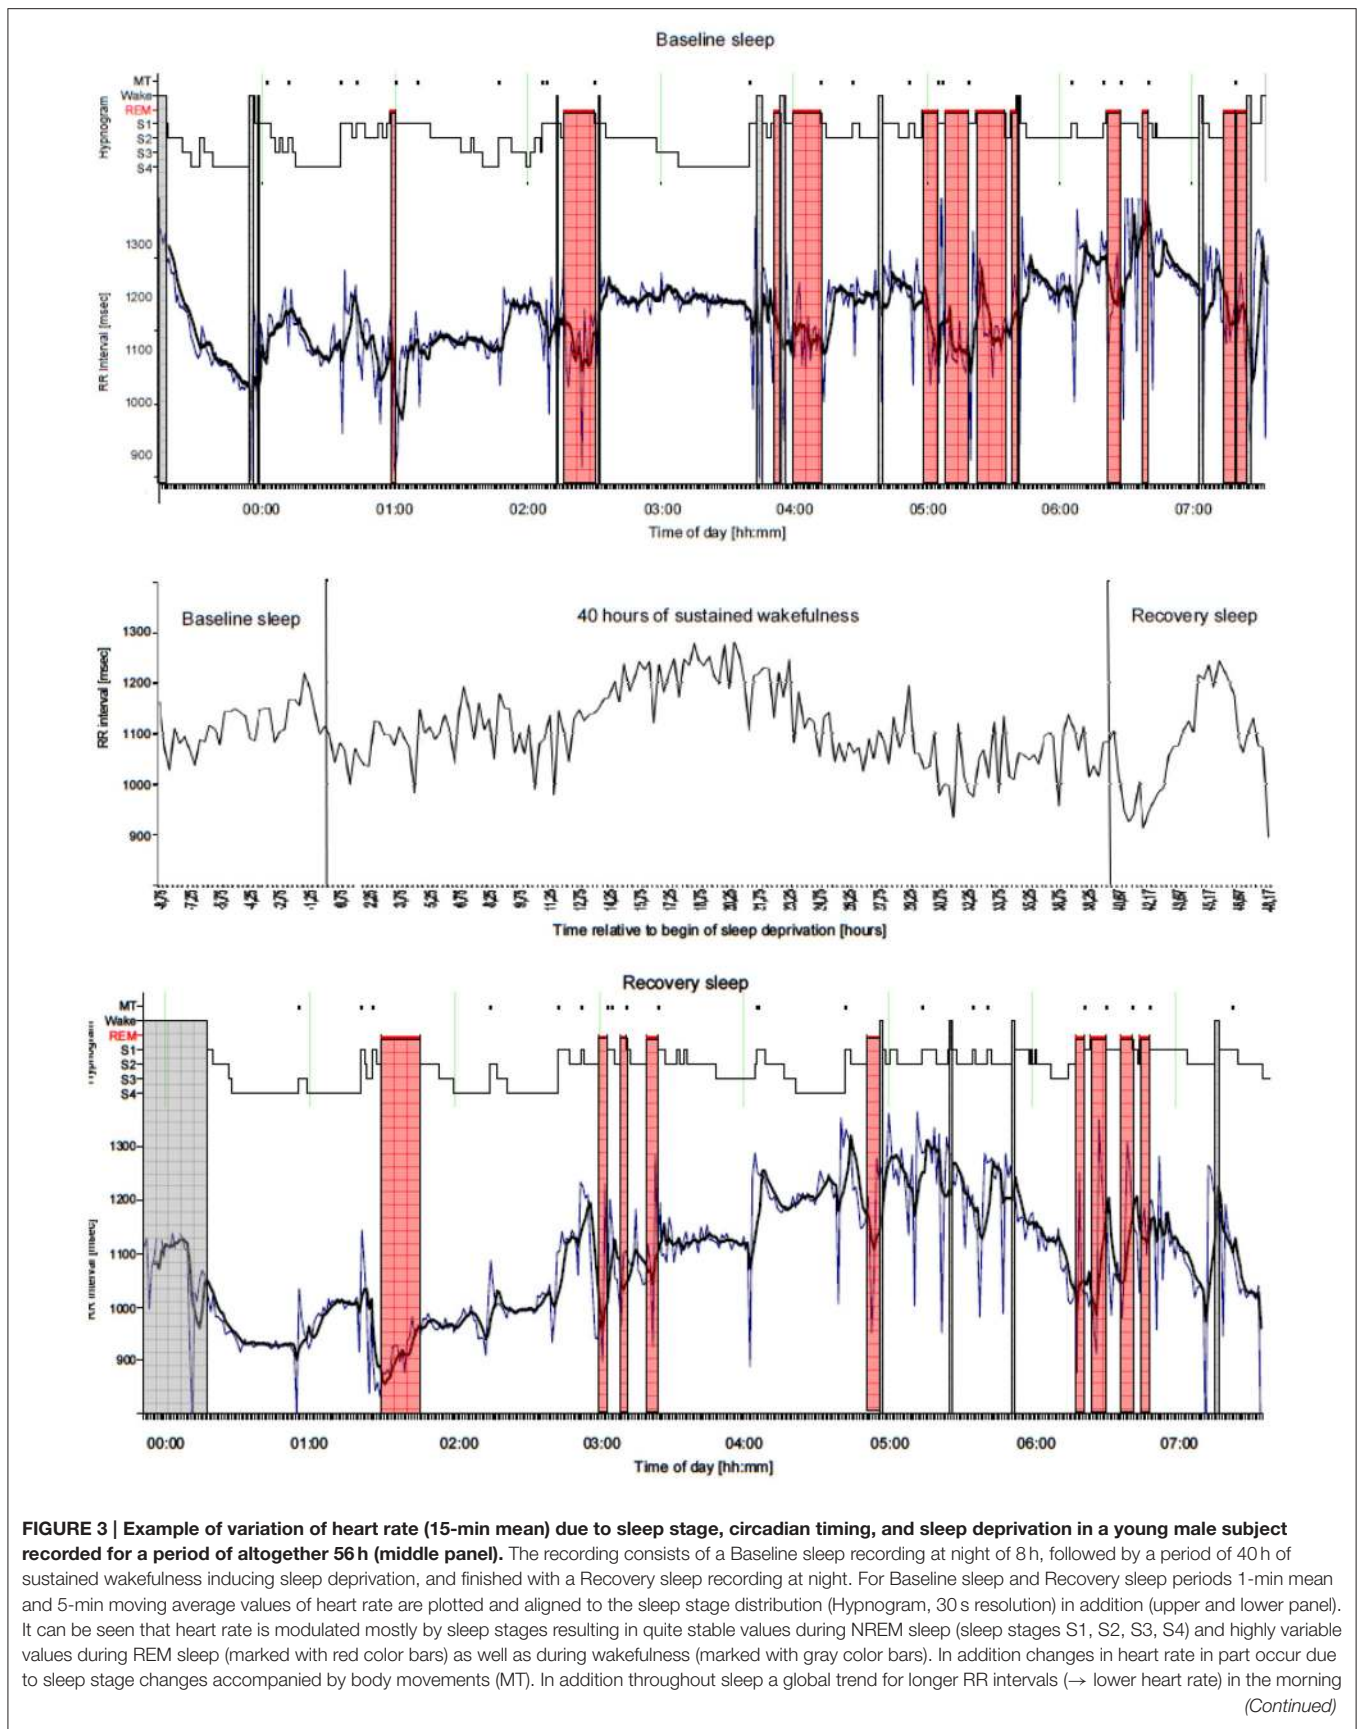 Baseline sleep
MT
Wake
REM
S1
S2
S3
S4
Hypnogram
1300
1200
1100
1000
900
RR Interval [msec]
00:00 01:00 02:00 03:00 04:00 05:00 06:00 07:00
Time of day [hh:mm]
Baseline sleep 40 hours of sustained wakefulness Recovery sleep
1300
1200
1100
1000
900
RR interval [msec]
Time relative to begin of sleep deprivation [hours]
Recovery sleep
MT
Wake
REM
S1
S2
S3
S4
1300
1200
1100
1000
900
00:00 01:00 02:00 03:00 04:00 05:00 06:00 07:00
Time of day [hh:mm]
FIGURE 3 | Example of variation of heart rate (15-min mean) due to sleep stage, circadian timing, and sleep deprivation in a young male subject
recorded for a period of altogether 56 h (middle panel). The recording consists of a Baseline sleep recording at night of 8 h, followed by a period of 40 h of
sustained wakefulness inducing sleep deprivation, and finished with a Recovery sleep recording at night. For Baseline sleep and Recovery sleep periods 1-min mean
and 5-min moving average values of heart rate are plotted and aligned to the sleep stage distribution (Hypnogram, 30 s resolution) in addition (upper and lower panel).
It can be seen that heart rate is modulated mostly by sleep stages resulting in quite stable values during NREM sleep (sleep stages S1, S2, S3, S4) and highly variable
values during REM sleep (marked with red color bars) as well as during wakefulness (marked with gray color bars). In addition changes in heart rate in part occur due
to sleep stage changes accompanied by body movements (MT). In addition throughout sleep a global trend for longer RR intervals (→ lower heart rate) in the morning
(Continued)